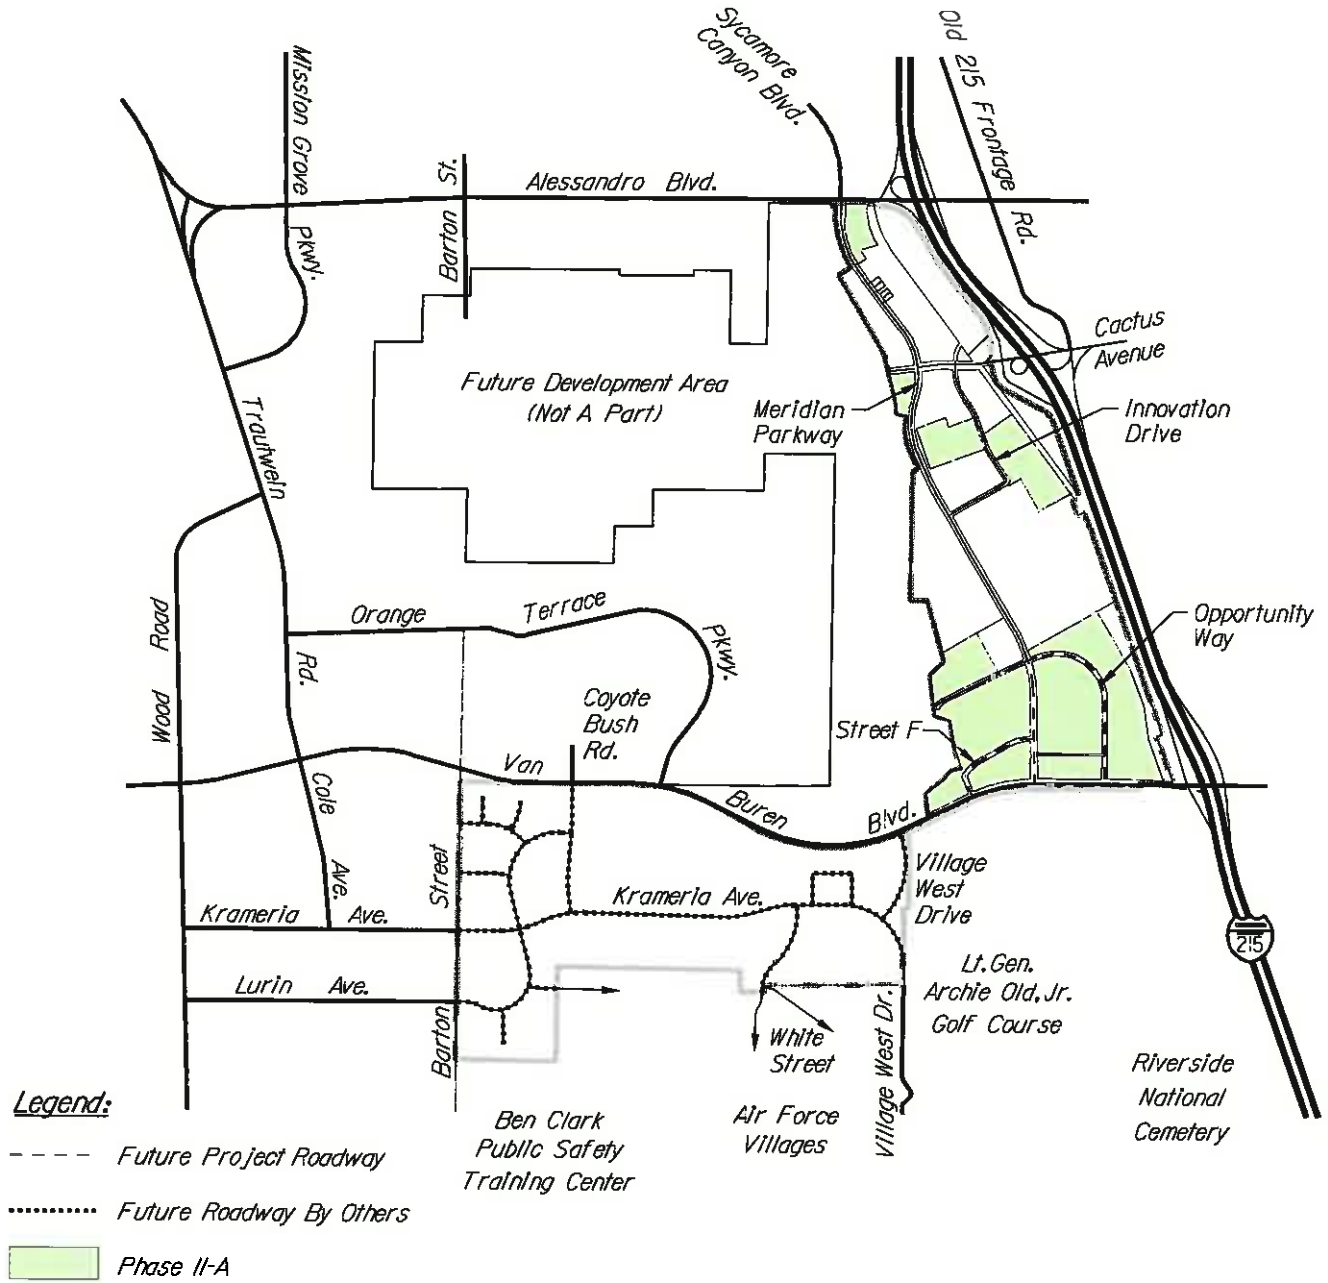 Sycamore
Canyon Blvd.
Old 215 Frontage
Rd.
Mission Grove
Pkwy.
Barton St.
Alessandro Blvd.
Cactus
Avenue
Future Development Area
(Not A Part)
Meridian
Parkway
Innovation
Drive
Trautwein
Rd.
Orange Terrace
Pkwy.
Opportunity
Way
Wood Road
Coyote
Bush
Rd.
Street F
Van Buren Blvd.
Cole
Ave.
Village
West
Drive
Barton Street
Krameria Ave.
Krameria Ave.
215
Lurin Ave.
Lt. Gen.
Archie Old, Jr.
Golf Course
White
Street
Village West Dr.
Riverside
National
Cemetery
Legend:
Ben Clark
Public Safety
Training Center
Air Force
Villages
Future Project Roadway
Future Roadway By Others
Phase II-A